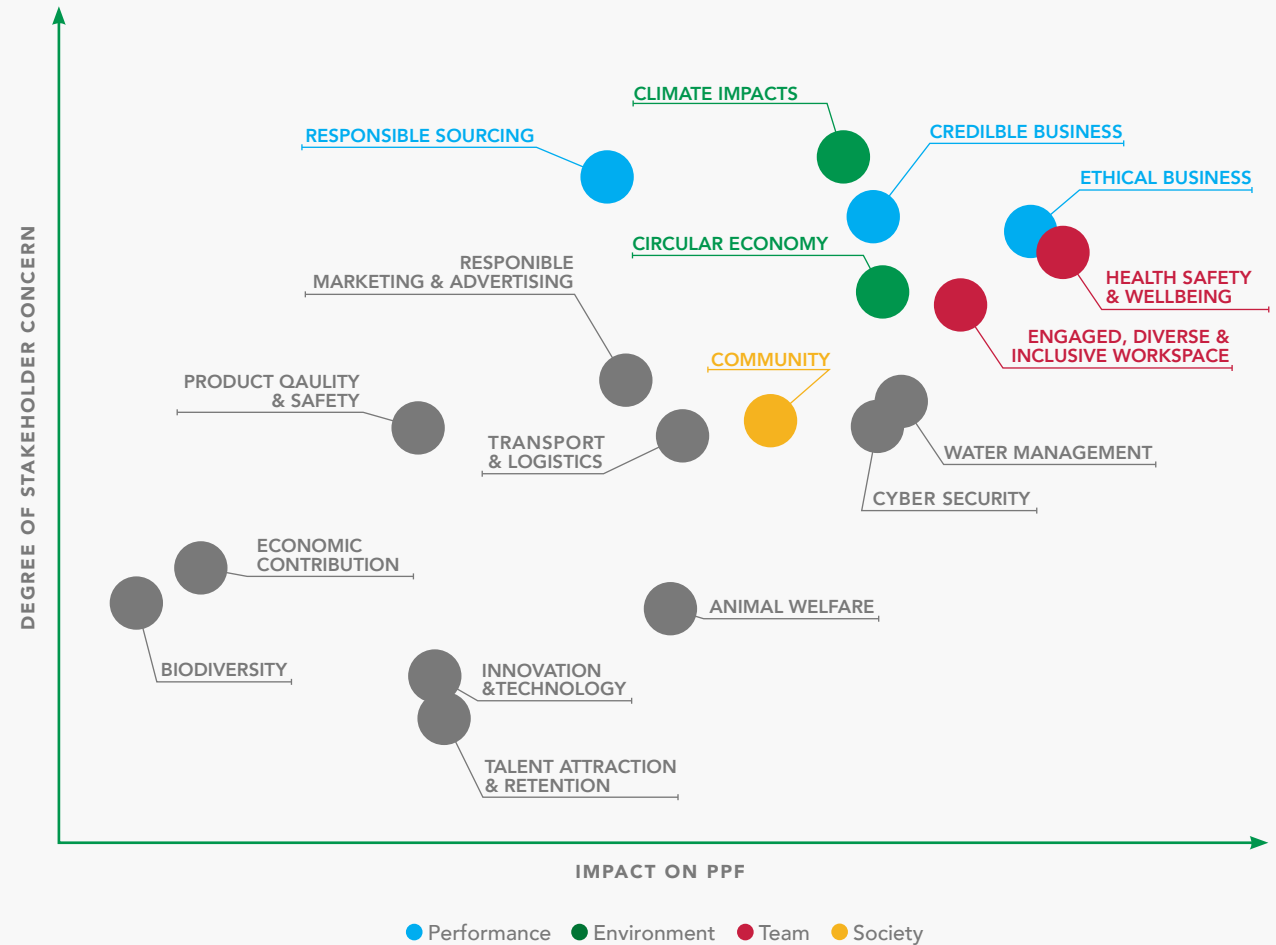 CLIMATE IMPACTS
RESPONSIBLE SOURCING
CREDILBLE BUSINESS
ETHICAL BUSINESS
CIRCULAR ECONOMY
RESPONIBLE
MARKETING & ADVERTISING
HEALTH SAFETY
& WELLBEING
ENGAGED, DIVERSE &
INCLUSIVE WORKSPACE
COMMUNITY
PRODUCT QAULITY
& SAFETY
TRANSPORT
& LOGISTICS
WATER MANAGEMENT
CYBER SECURITY
ECONOMIC
CONTRIBUTION
ANIMAL WELFARE
BIODIVERSITY
INNOVATION
&TECHNOLOGY
TALENT ATTRACTION
& RETENTION
DEGREE OF STAKEHOLDER CONCERN
IMPACT ON PPF
Performance Environment Team Society